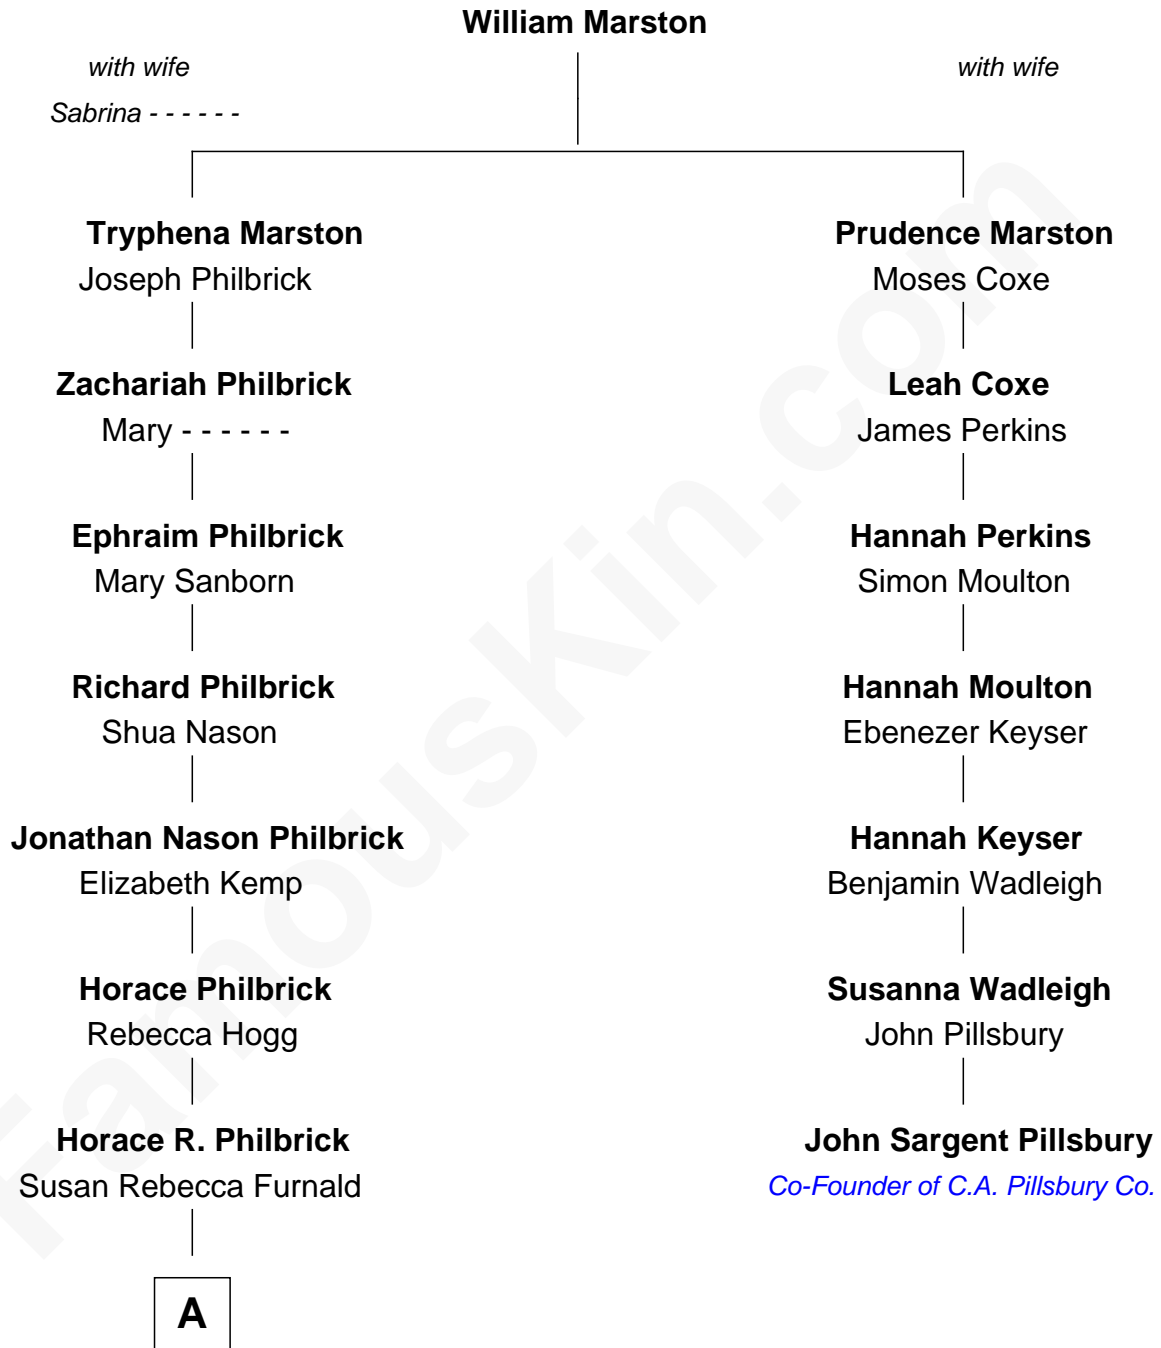 William Marston
with wife
with wife
Sabrina - - - - - -
Tryphena Marston
Prudence Marston
Joseph Philbrick
Moses Coxe
Zachariah Philbrick
Leah Coxe
Mary - - - - - -
James Perkins
Ephraim Philbrick
Hannah Perkins
Mary Sanborn
Simon Moulton
Richard Philbrick
Hannah Moulton
Shua Nason
Ebenezer Keyser
Jonathan Nason Philbrick
Hannah Keyser
Elizabeth Kemp
Benjamin Wadleigh
Horace Philbrick
Susanna Wadleigh
Rebecca Hogg
John Pillsbury
Horace R. Philbrick
John Sargent Pillsbury
Susan Rebecca Furnald
Co-Founder of C.A. Pillsbury Co.
A
FamousKin.com